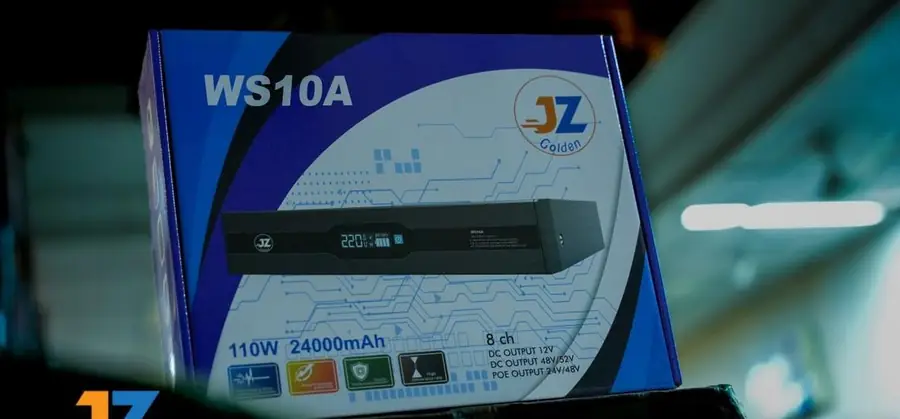 WS10A
JZ
Golden
JZ
220
110W 24000mAh
8 ch
DC OUTPUT 12V
DC OUTPUT 48V/52V
POE OUTPUT 24V/48V
JZ